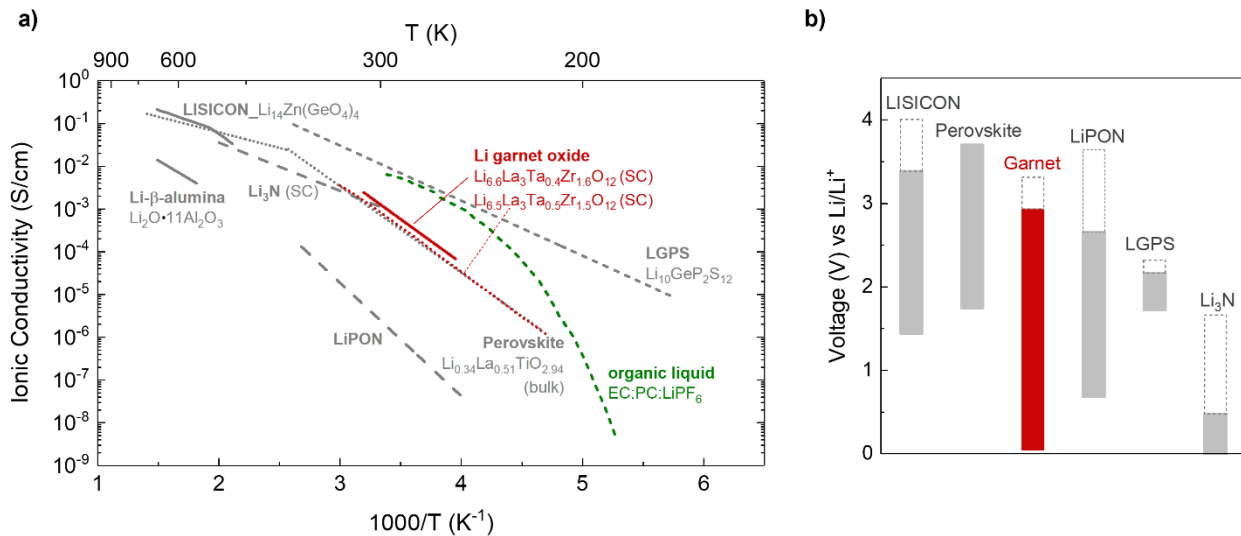 a)
T (K)
900 600 300 200
Ionic Conductivity (S/cm)
10⁰
10⁻¹
10⁻²
10⁻³
10⁻⁴
10⁻⁵
10⁻⁶
10⁻⁷
10⁻⁸
10⁻⁹
LISICON_Li₁₄Zn(GeO₄)₄
Li-β-alumina
Li₂O•11Al₂O₃
Li₃N (SC)
Li garnet oxide
Li₆.₆La₃Ta₀.₄Zr₁.₆O₁₂ (SC)
Li₆.₅La₃Ta₀.₅Zr₁.₅O₁₂ (SC)
LGPS
Li₁₀GeP₂S₁₂
LiPON
Perovskite
Li₀.₃₄La₀.₅₁TiO₂.₉₄
(bulk)
organic liquid
EC:PC:LiPF₆
1 2 3 4 5 6
1000/T (K⁻¹)
b)
Voltage (V) vs Li/Li⁺
4
3
2
1
0
LISICON
Perovskite
Garnet
LiPON
LGPS
Li₃N